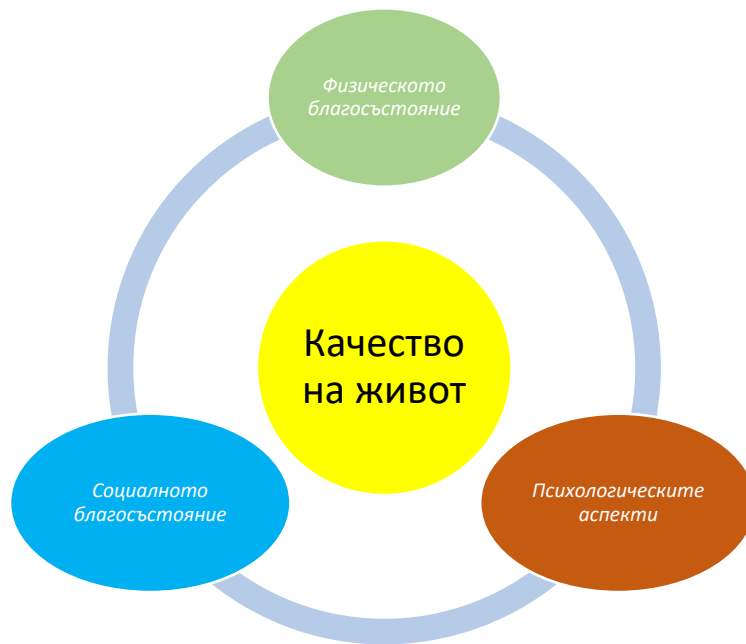 Физическото
благосъстояние
Качество
на живот
Социалното
благосъстояние
Психологическите
аспекти